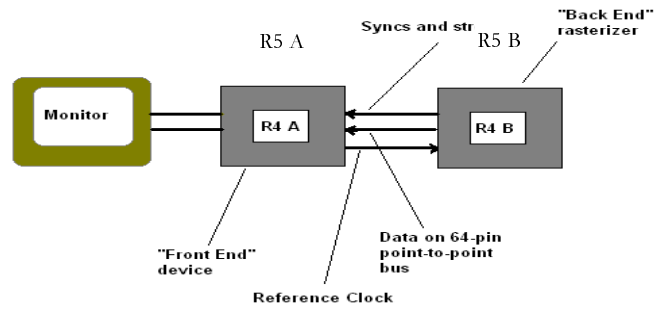 "Back End"
rasterizer
Syncs and str
R5 A
R5 B
Monitor
R4 A
R4 B
"Front End"
device
Data on 64-pin
point-to-point
bus
Reference Clock